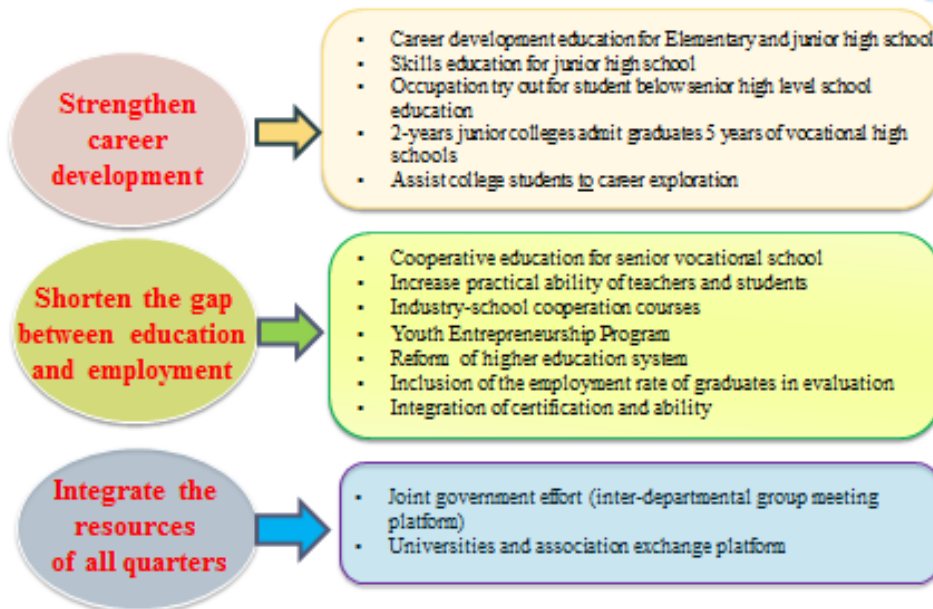 Strengthen
career
development
• Career development education for Elementary and junior high school
• Skills education for junior high school
• Occupation try out for student below senior high level school
education
• 2-years junior colleges admit graduates 5 years of vocational high
schools
• Assist college students to career exploration
Shorten the gap
between education
and employment
• Cooperative education for senior vocational school
• Increase practical ability of teachers and students
• Industry-school cooperation courses
• Youth Entrepreneurship Program
• Reform of higher education system
• Inclusion of the employment rate of graduates in evaluation
• Integration of certification and ability
Integrate the
resources
of all quarters
• Joint government effort (inter-departmental group meeting
platform)
• Universities and association exchange platform